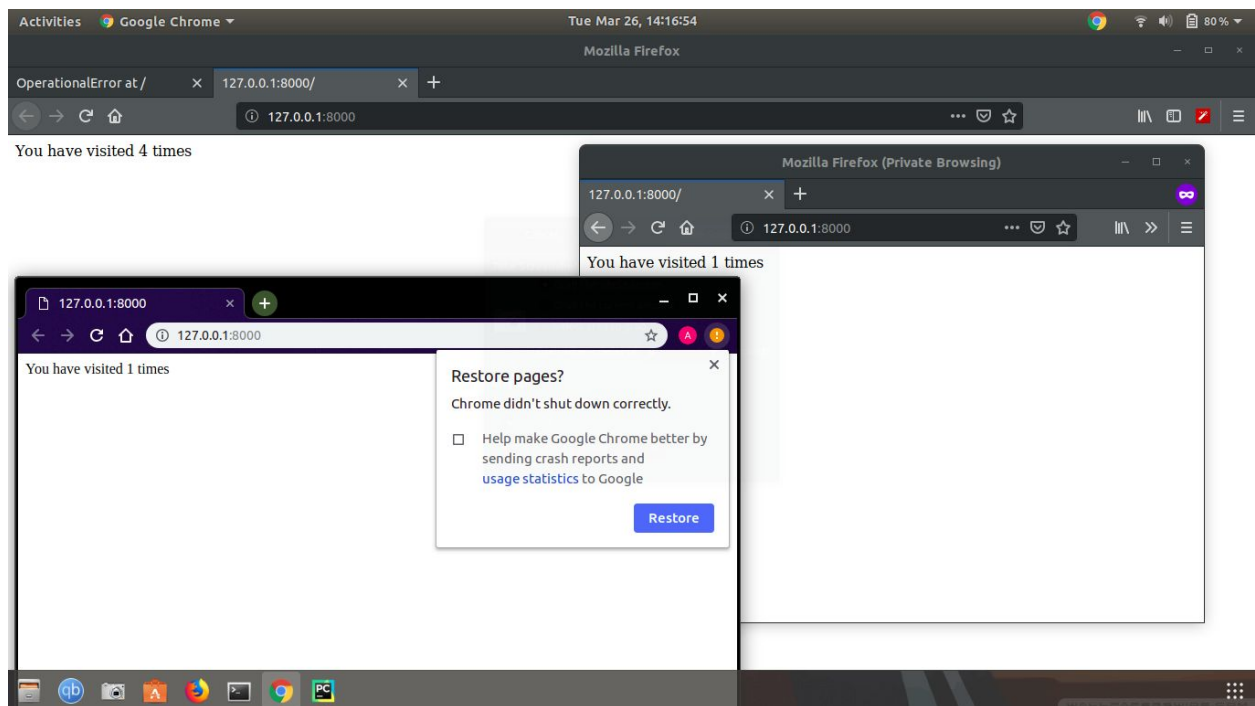 Activities Google Chrome Tue Mar 26, 14:16:54 80 %
Mozilla Firefox
OperationalError at / 127.0.0.1:8000/
127.0.0.1:8000
You have visited 4 times
Mozilla Firefox (Private Browsing)
127.0.0.1:8000/
127.0.0.1:8000
You have visited 1 times
127.0.0.1:8000
127.0.0.1:8000 A
You have visited 1 times
Restore pages?
Chrome didn't shut down correctly.
Help make Google Chrome better by
sending crash reports and
usage statistics to Google
Restore
qb A PC